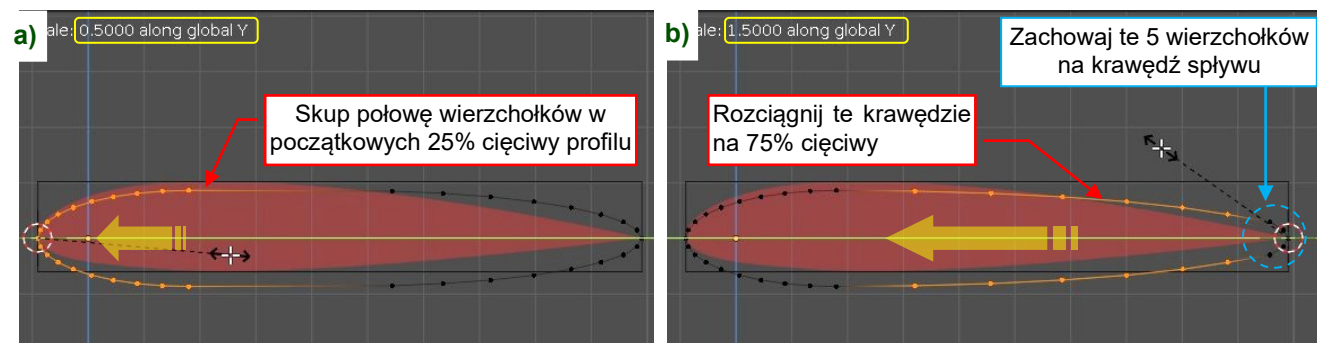 a)
ale: 0.5000 along global Y
Skup połowę wierzchołków w
początkowych 25% cięciwy profilu
b)
ale: 1.5000 along global Y
Zachowaj te 5 wierzchołków
na krawędź spływu
Rozciągnij te krawędzie
na 75% cięciwy